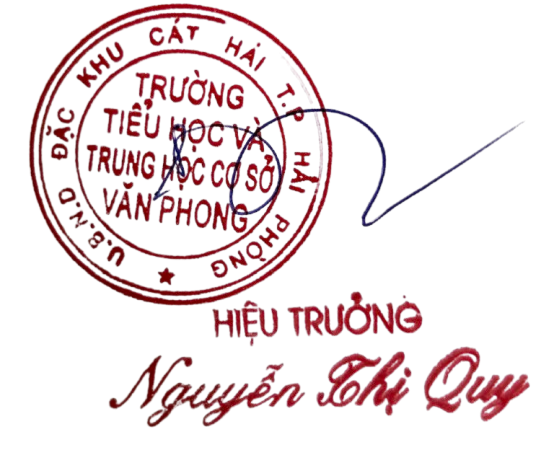 U.B.N.D ĐẶC KHU CÁT HẢI T.P HẢI PHÒNG
TRƯỜNG
TIỂU HỌC VÀ
TRUNG HỌC CƠ SỞ
VĂN PHONG
HIỆU TRƯỞNG
Nguyễn Thị Quy